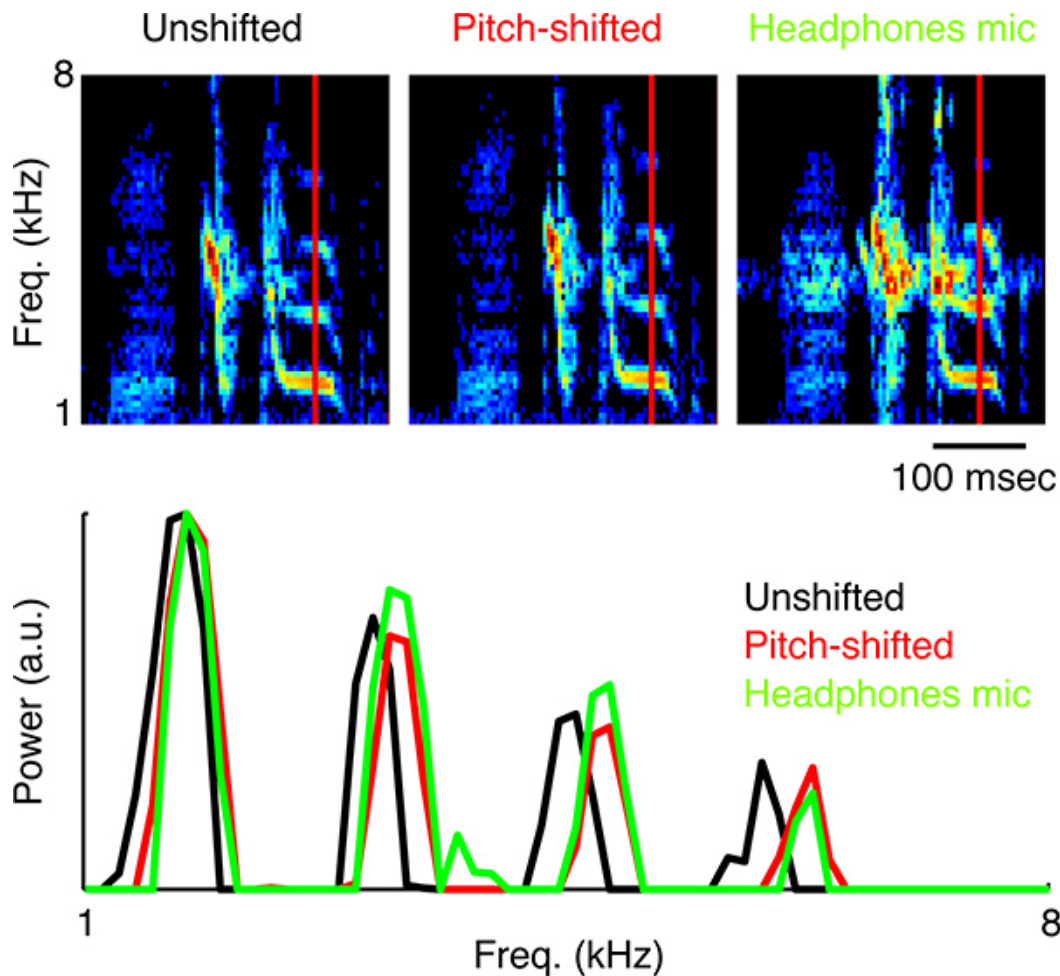 Unshifted Pitch-shifted Headphones mic
8
Freq. (kHz)
1
100 msec
Power (a.u.)
Unshifted
Pitch-shifted
Headphones mic
1 8
Freq. (kHz)